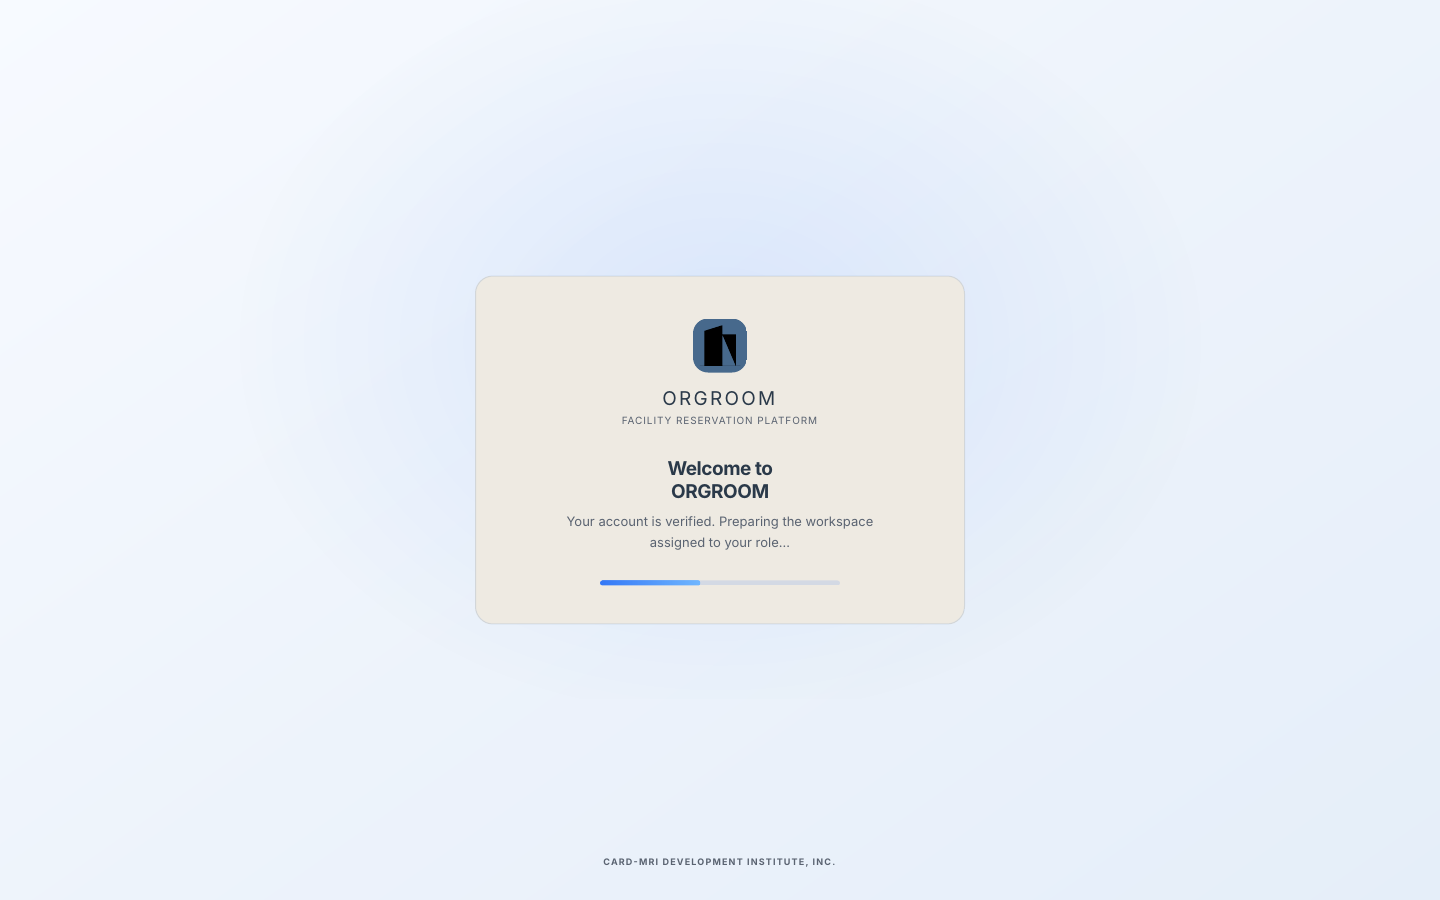 ORGROOM
FACILITY RESERVATION PLATFORM
Welcome to
ORGROOM
Your account is verified. Preparing the workspace
assigned to your role...
CARD-MRI DEVELOPMENT INSTITUTE, INC.